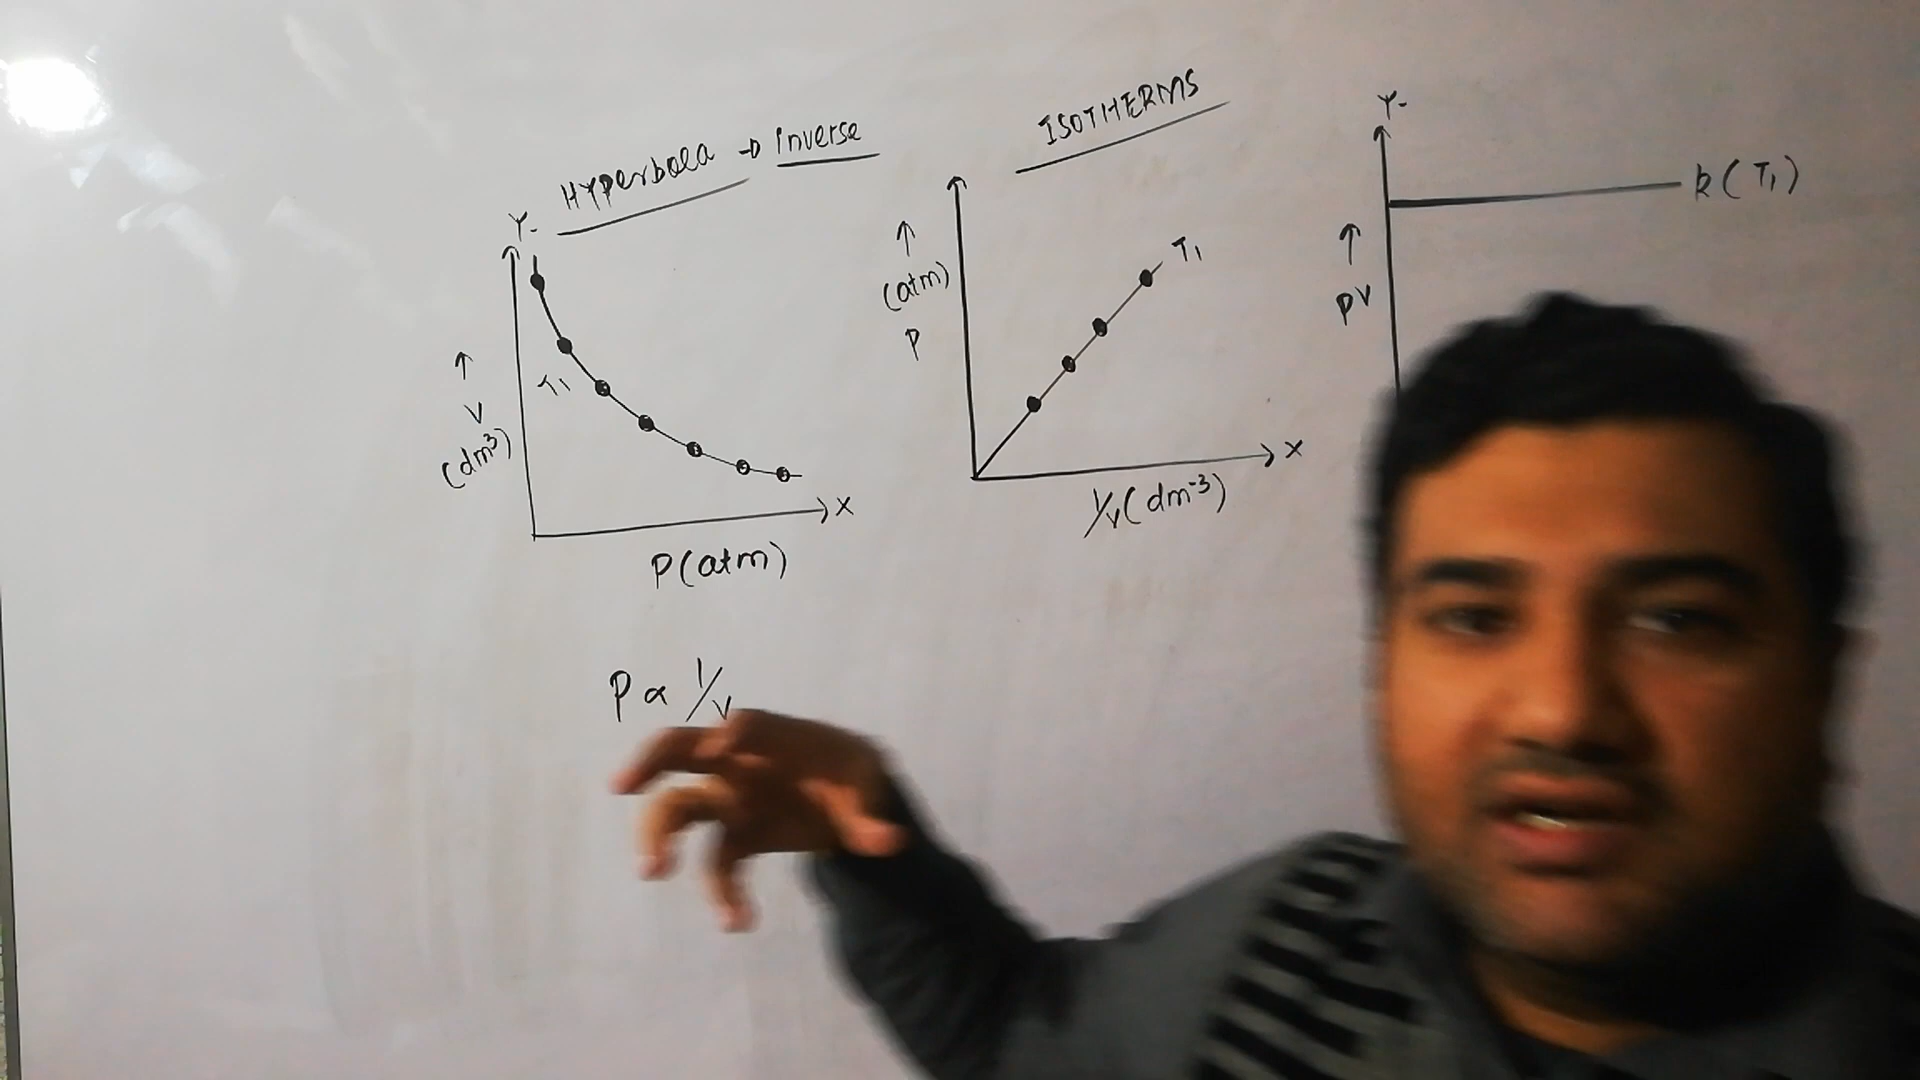 HYPerbola → Inverse
Y-
↑
V
(dm³)
T₁
X
P(atm)
ISOTHERMS
↑
(atm)
P
T₁
X
1/V(dm⁻³)
Y-
↑
PV
k(T₁)
P ∝ 1/V